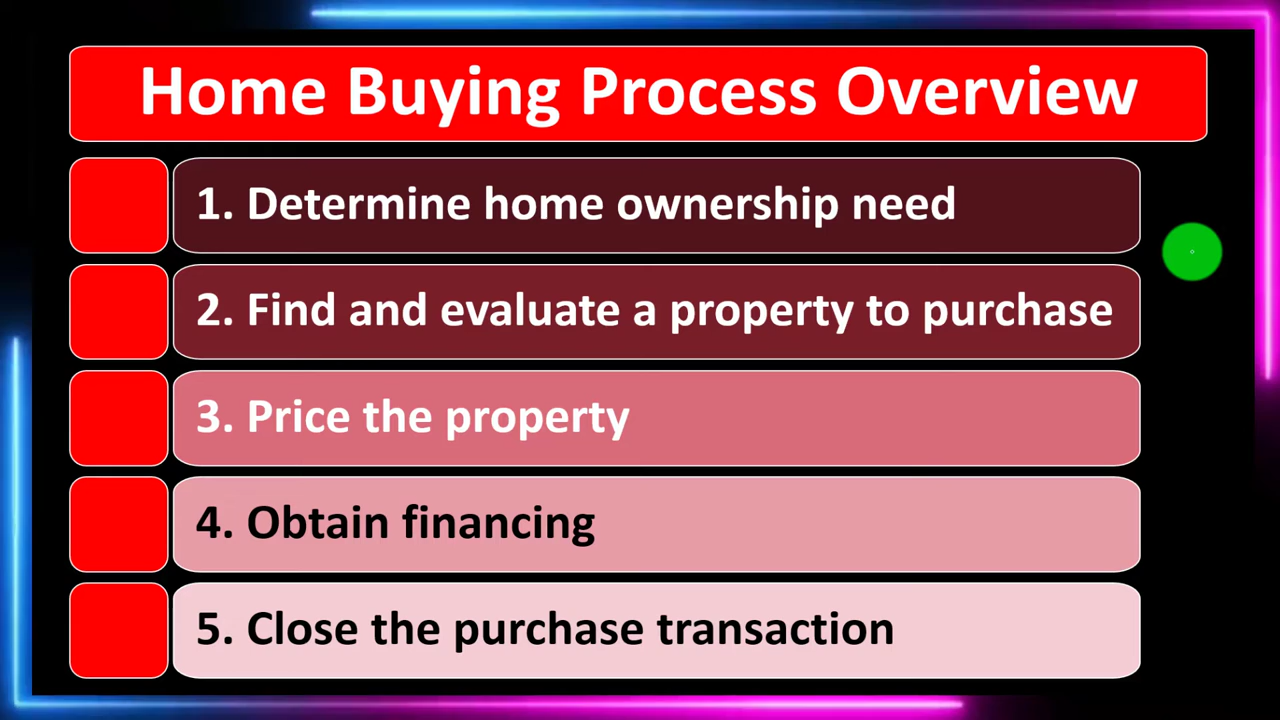 Home Buying Process Overview
1. Determine home ownership need
2. Find and evaluate a property to purchase
3. Price the property
4. Obtain financing
5. Close the purchase transaction